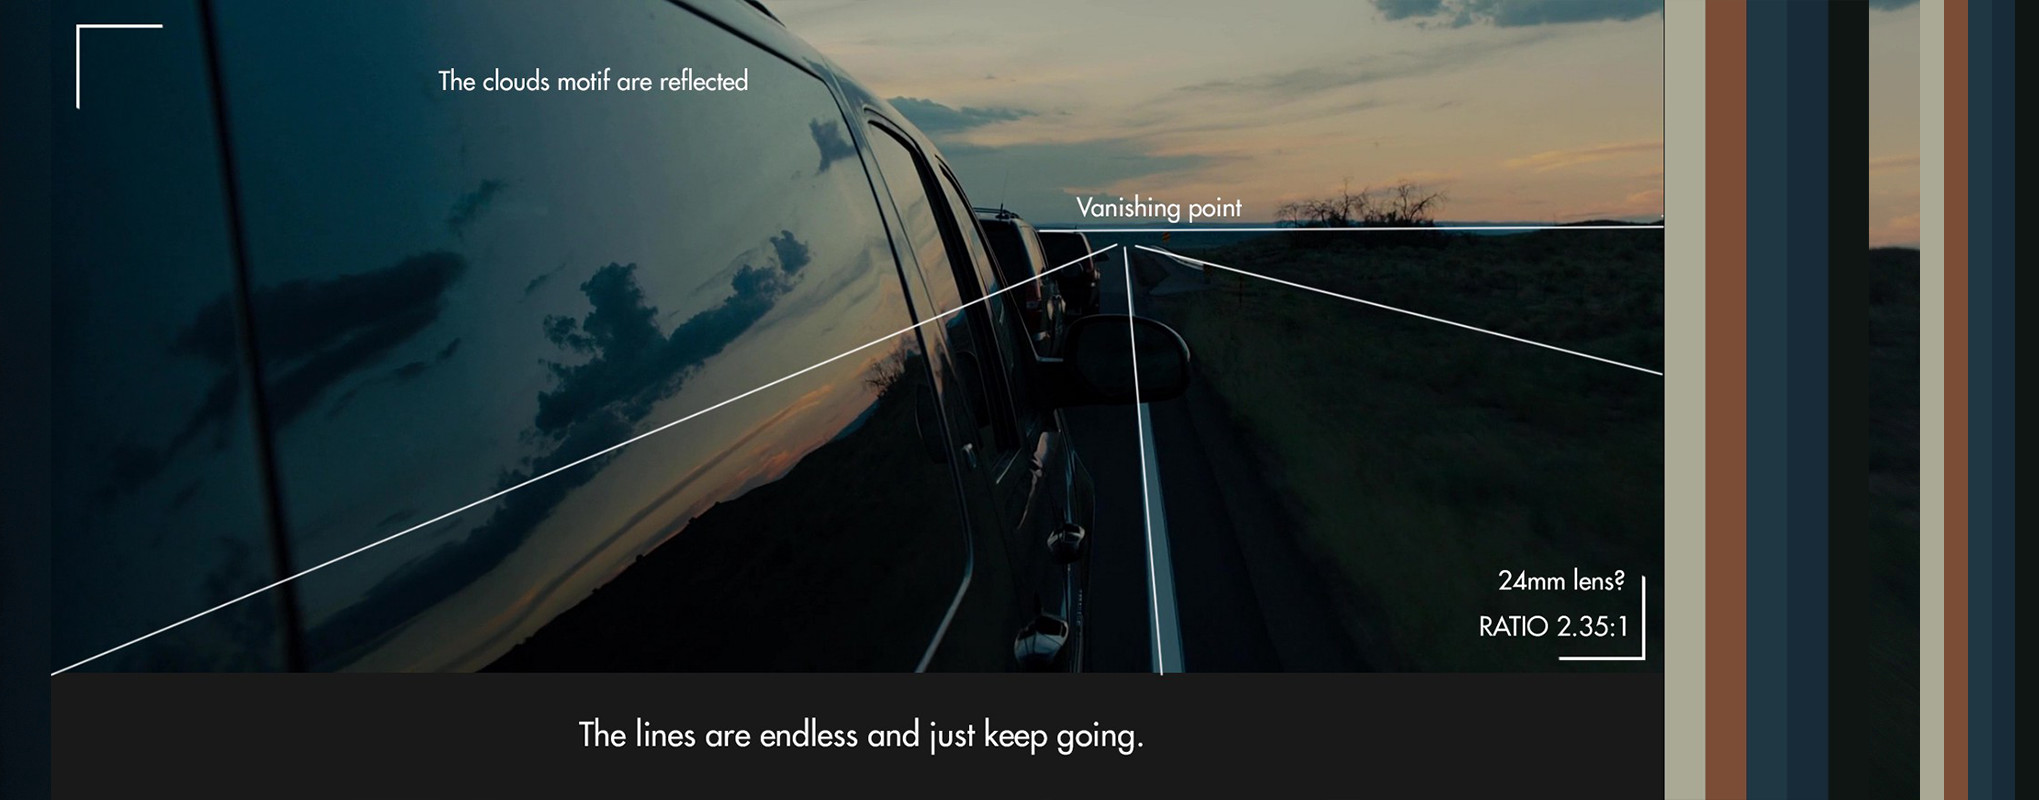 The clouds motif are reflected
Vanishing point
24mm lens?
RATIO 2.35:1
The lines are endless and just keep going.